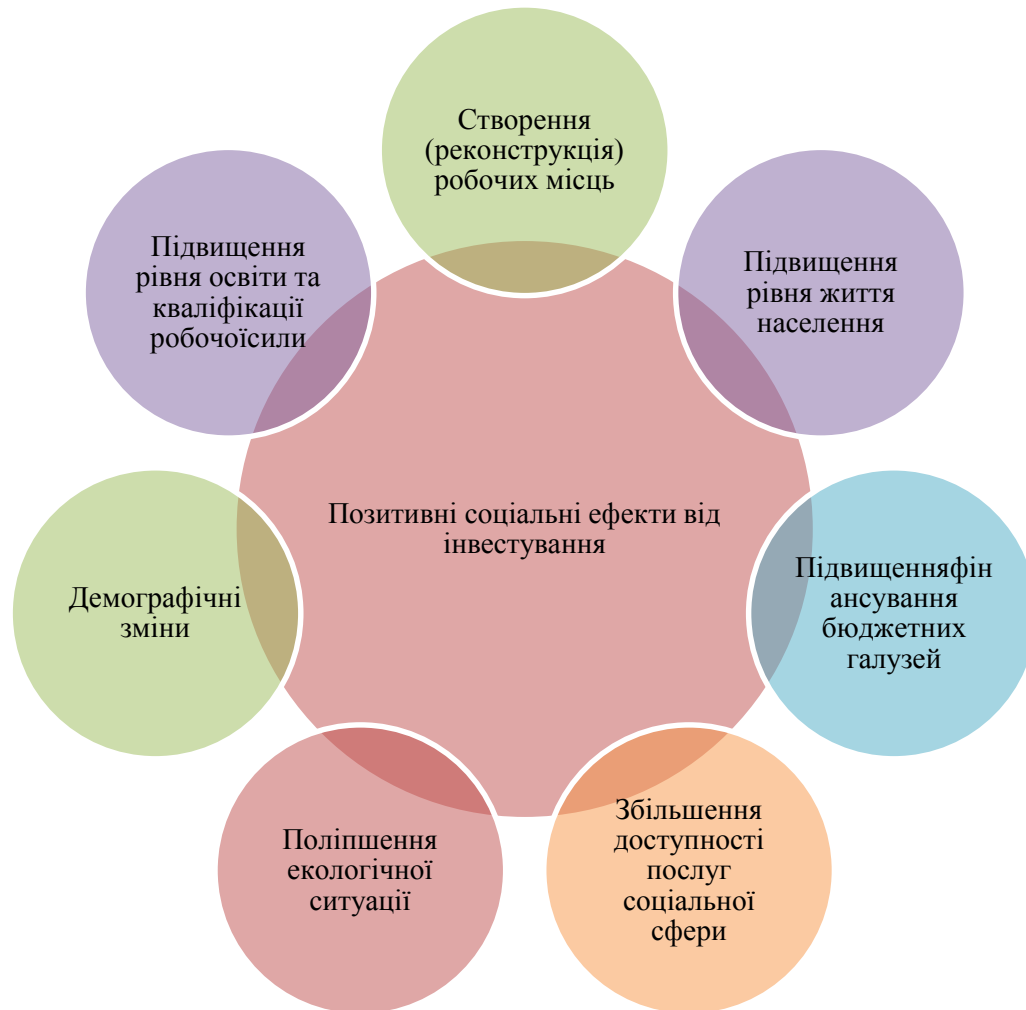 Створення
(реконструкція)
робочих місць
Підвищення
рівня життя
населення
Підвищенняфін
ансування
бюджетних
галузей
Збільшення
доступності
послуг
соціальної
сфери
Поліпшення
екологічної
ситуації
Демографічні
зміни
Підвищення
рівня освіти та
кваліфікації
робочоїсили
Позитивні соціальні ефекти від
інвестування